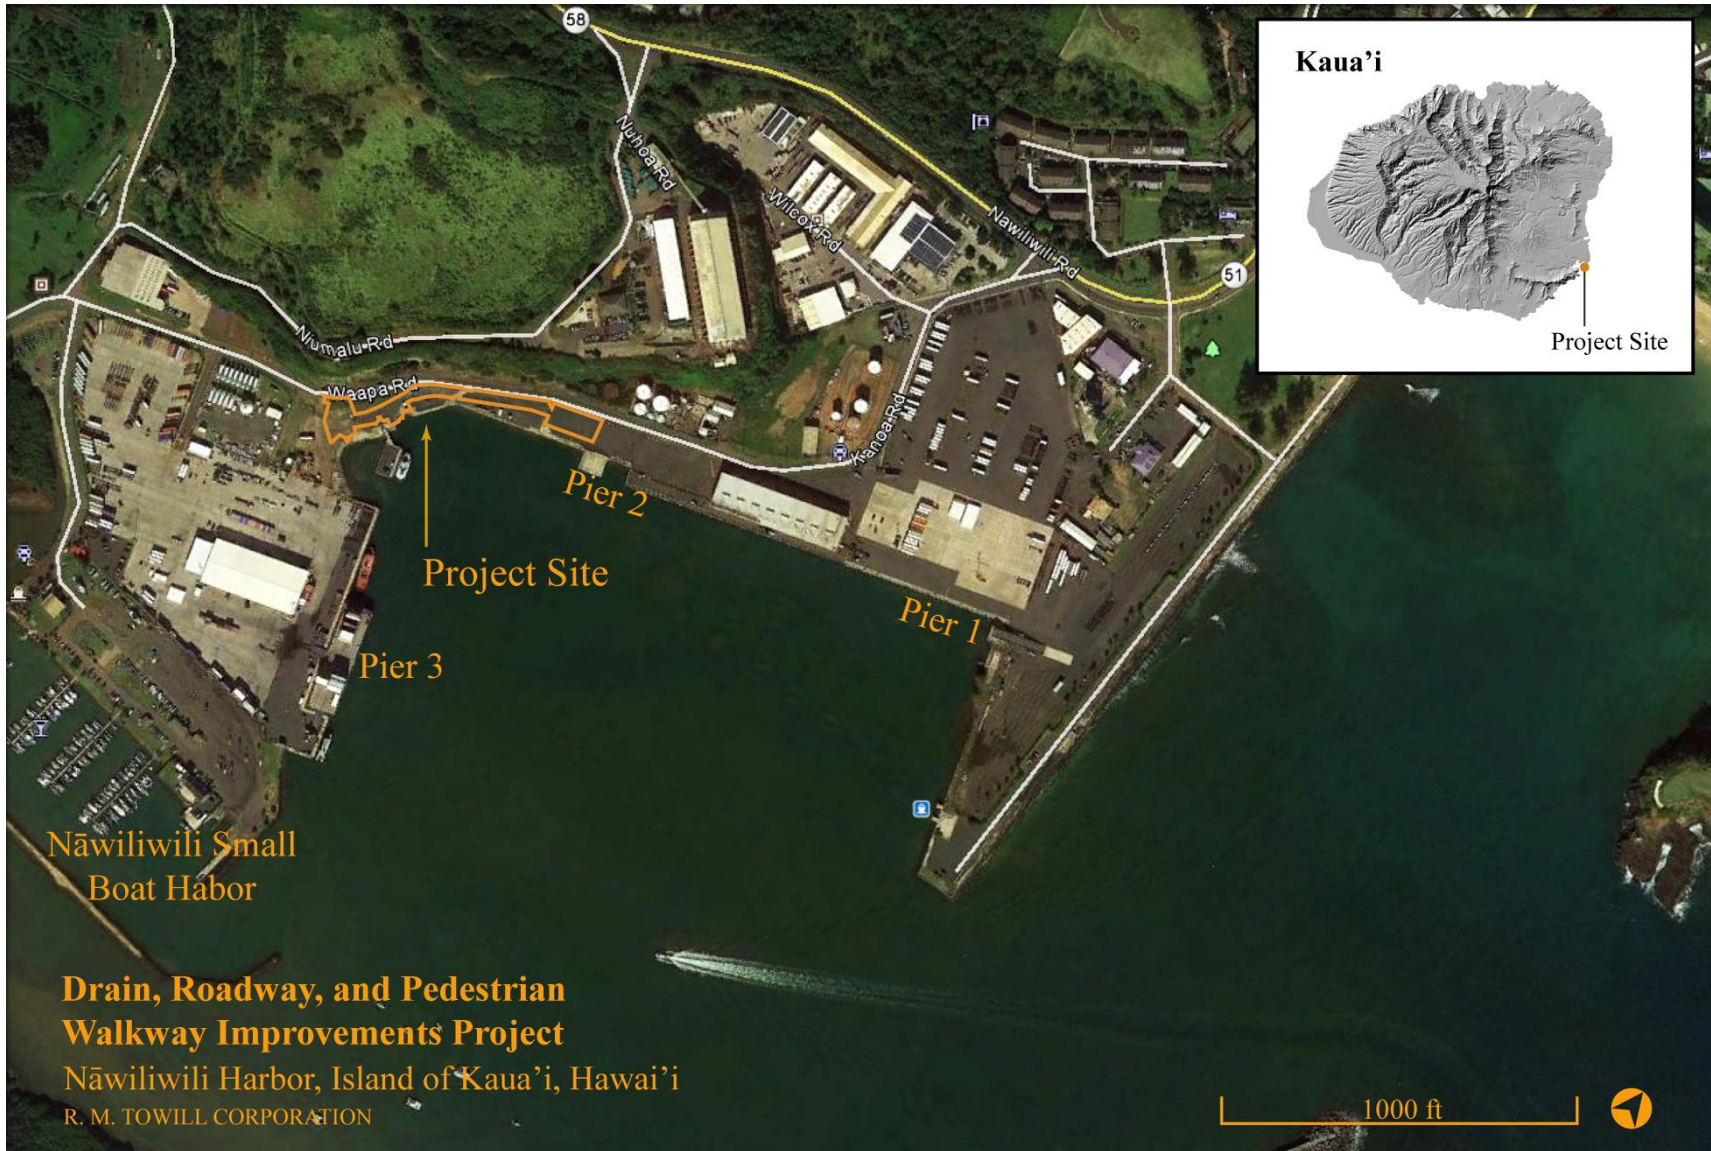 58
Kaua'i
Nuhoa Rd
Wilcox Rd
Nawiliwili Rd
51
Project Site
Niumalu Rd
Waapa Rd
Kanoa Rd
Pier 2
Project Site
Pier 1
Pier 3
Nāwiliwili Small
Boat Habor
Drain, Roadway, and Pedestrian
Walkway Improvements Project
Nāwiliwili Harbor, Island of Kaua'i, Hawai'i
R. M. TOWILL CORPORATION
1000 ft